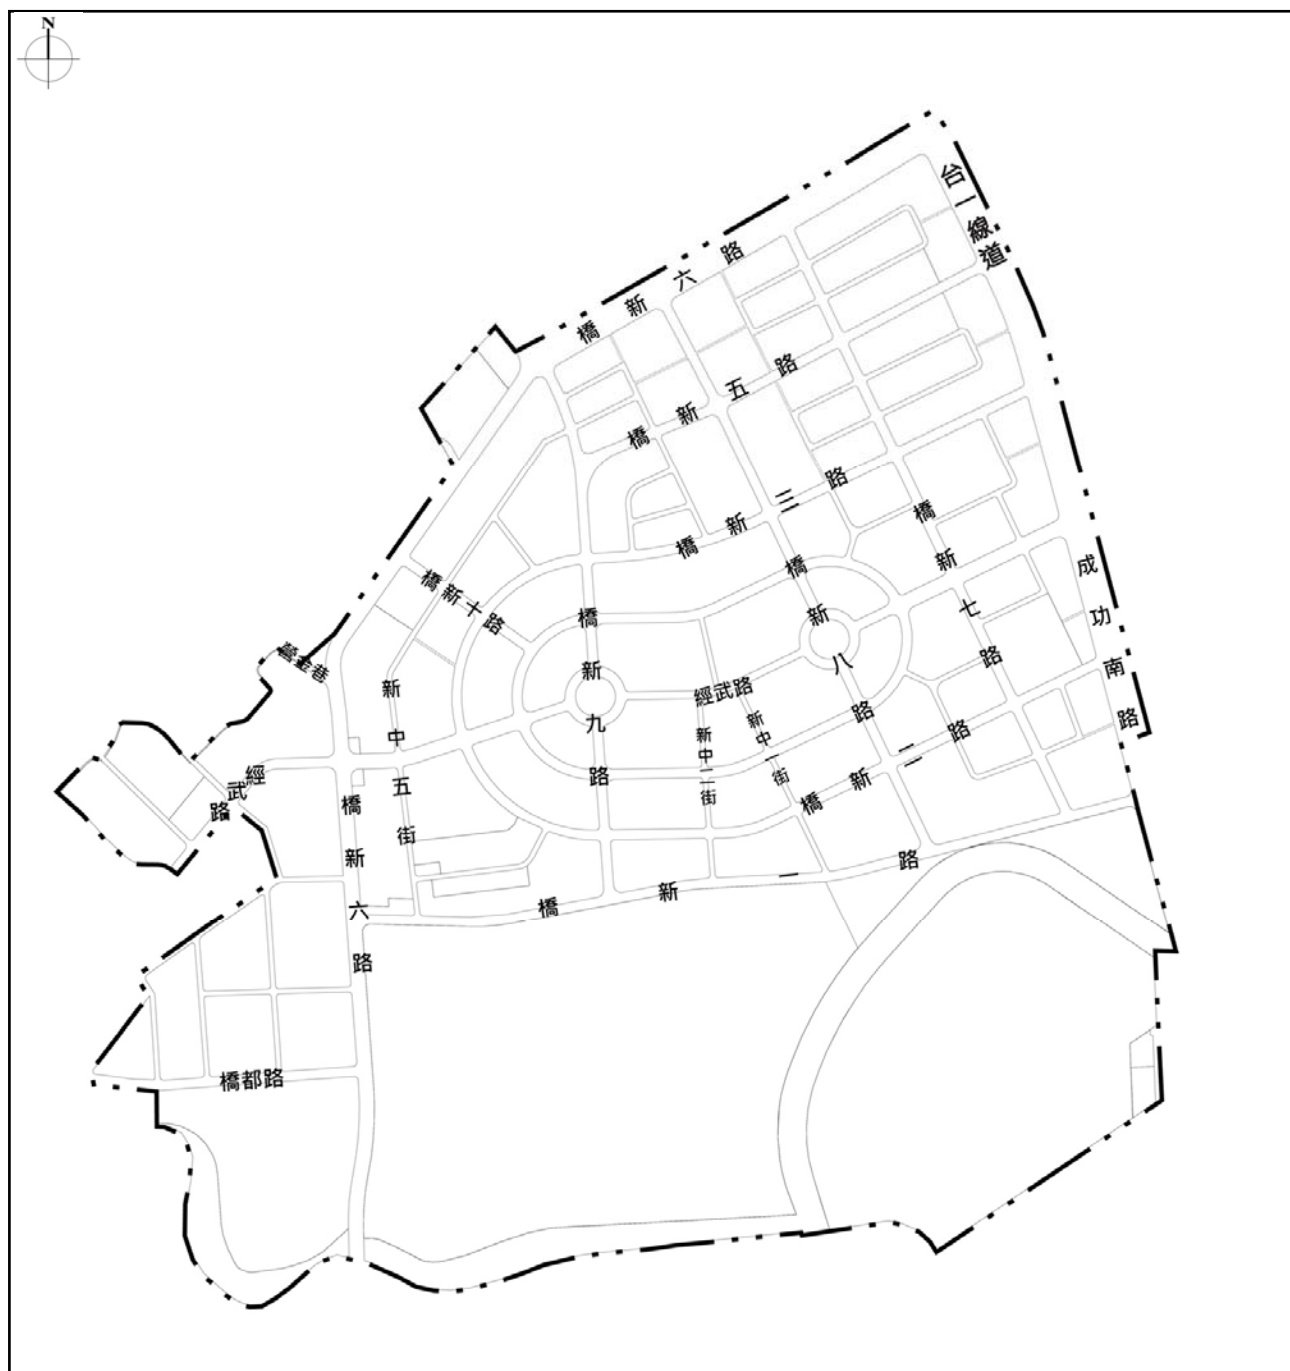 N
台一線道
橋新六路
橋新五路
橋新三路
橋新七路
成功南路
橋新十路
橋新九路
橋新八路
營金巷
新中五街
經武路
新中二街
新中一街
橋新二路
經武路
橋新六路
橋新一路
橋都路